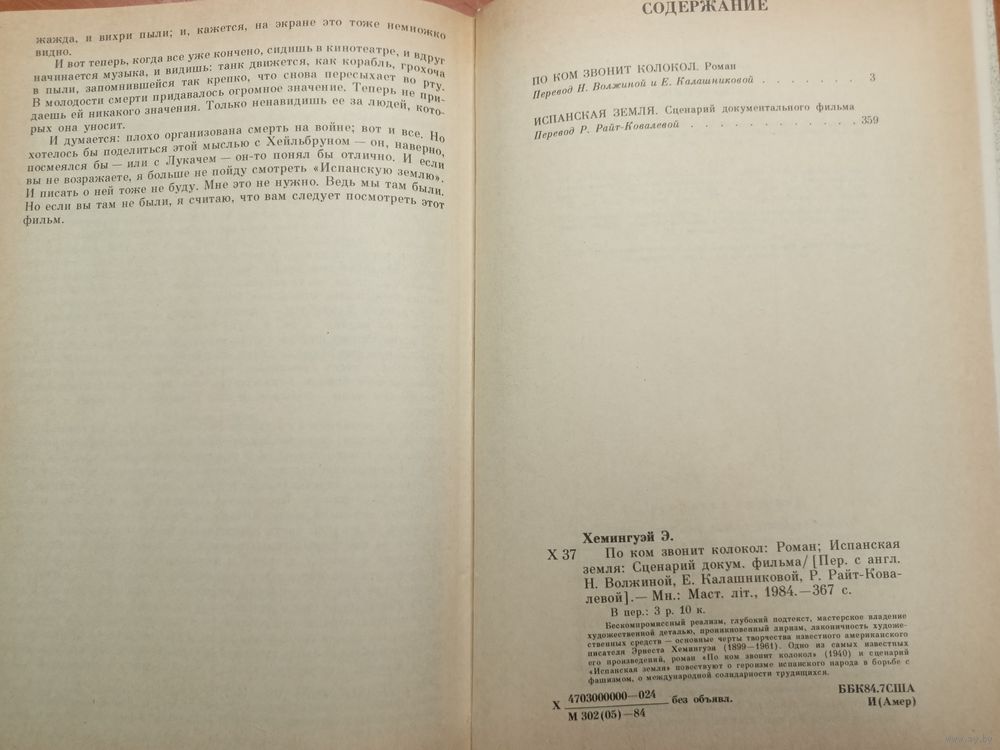 жажда, и вихри пыли; и, кажется, на экране это тоже немножко
видно.
И вот теперь, когда все уже кончено, сидишь в кинотеатре, и вдруг
начинается музыка, и видишь: танк движется, как корабль, грохоча
в пыли, запомнившейся так крепко, что снова пересыхает во рту.
В молодости смерти придавалось огромное значение. Теперь не при-
даешь ей никакого значения. Только ненавидишь ее за людей, кото-
рых она уносит.
И думается: плохо организована смерть на войне; вот и все. Но
хотелось бы поделиться этой мыслью с Хейльбруном — он, наверно,
посмеялся бы — или с Лукачем — он-то понял бы отлично. И если
вы не возражаете, я больше не пойду смотреть «Испанскую землю».
И писать о ней тоже не буду. Мне это не нужно. Ведь мы там были.
Но если вы там не были, я считаю, что вам следует посмотреть этот
фильм.
СОДЕРЖАНИЕ
ПО КОМ ЗВОНИТ КОЛОКОЛ. Роман
Перевод Н. Волжиной и Е. Калашниковой . . . . . . . 3
ИСПАНСКАЯ ЗЕМЛЯ. Сценарий документального фильма
Перевод Р. Райт-Ковалевой . . . . . . . . . . . . 359
Хемингуэй Э.
Х 37 По ком звонит колокол: Роман; Испанская
земля: Сценарий докум. фильма/[Пер. с англ.
Н. Волжиной, Е. Калашниковой, Р. Райт-Кова-
левой].— Мн.: Маст. літ., 1984.—367 с.
В пер.: 3 р. 10 к.
Бескомпромиссный реализм, глубокий подтекст, мастерское владение
художественной деталью, проникновенный лиризм, лаконичность художе-
ственных средств — основные черты творчества известного американского
писателя Эрнеста Хемингуэя (1899—1961). Одно из самых известных
его произведений, роман «По ком звонит колокол» (1940) и сценарий
«Испанская земля» повествуют о героизме испанского народа в борьбе с
фашизмом, о международной солидарности трудящихся.
Х 4703000000—024 без объявл.
М 302(05)—84
ББК84.7США
И(Амер)
www.ay.by